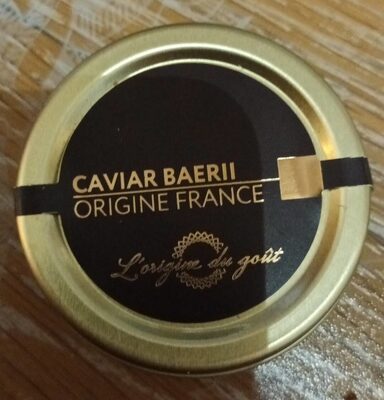 CAVIAR BAERII
ORIGINE FRANCE
L'origine du goût